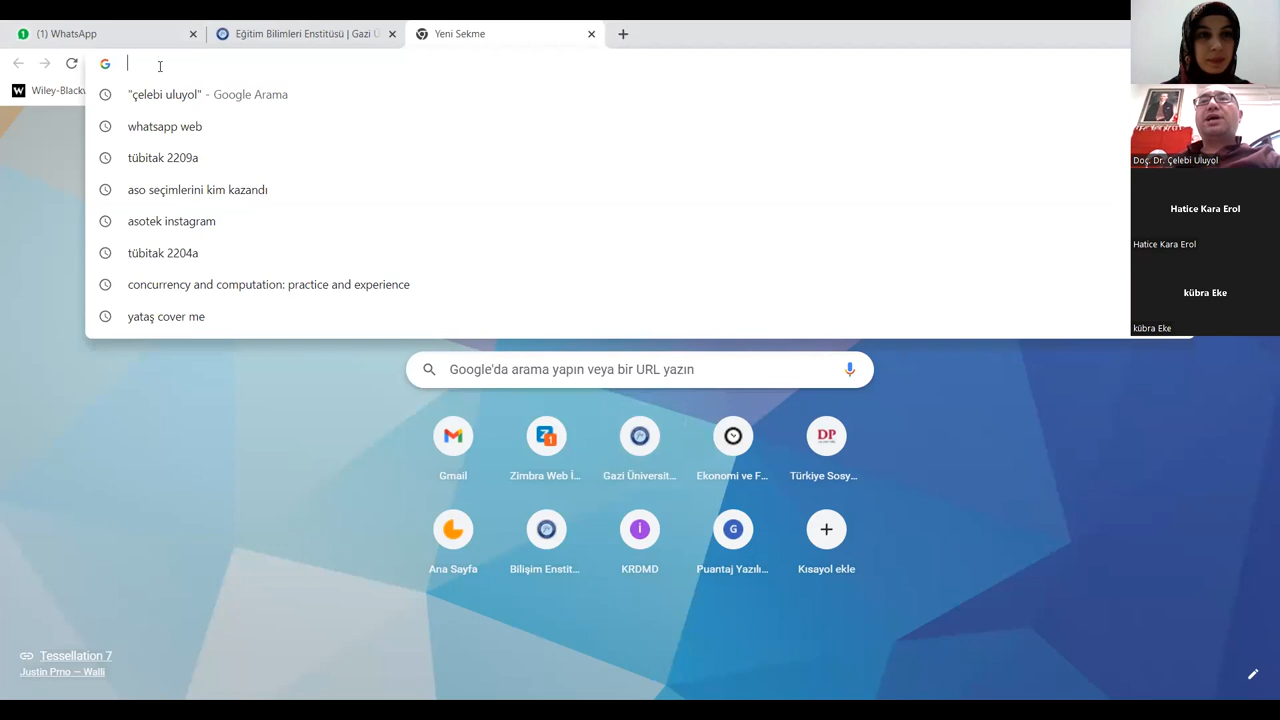 (1) WhatsApp
Eğitim Bilimleri Enstitüsü | Gazi Ü
Yeni Sekme
Wiley-Blackw
"çelebi uluyol" - Google Arama
whatsapp web
tübitak 2209a
aso seçimlerini kim kazandı
asotek instagram
tübitak 2204a
concurrency and computation: practice and experience
yataş cover me
Doç. Dr. Çelebi Uluyol
Hatice Kara Erol
Hatice Kara Erol
kübra Eke
kübra Eke
Google'da arama yapın veya bir URL yazın
Gmail
Zimbra Web İ...
Gazi Üniversit...
Ekonomi ve F...
Türkiye Sosy...
Ana Sayfa
Bilişim Enstit...
KRDMD
Puantaj Yazılı...
Kısayol ekle
Tessellation 7
Justin Prno — Walli